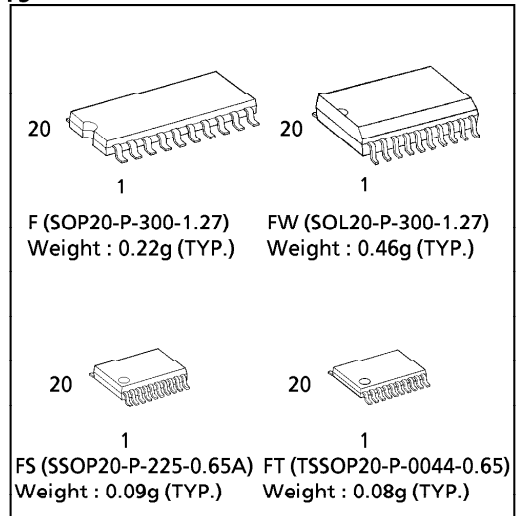 20
20
1
1
F (SOP20-P-300-1.27)
FW (SOL20-P-300-1.27)
Weight : 0.22g (TYP.)
Weight : 0.46g (TYP.)
20
20
1
1
FS (SSOP20-P-225-0.65A)
FT (TSSOP20-P-0044-0.65)
Weight : 0.09g (TYP.)
Weight : 0.08g (TYP.)